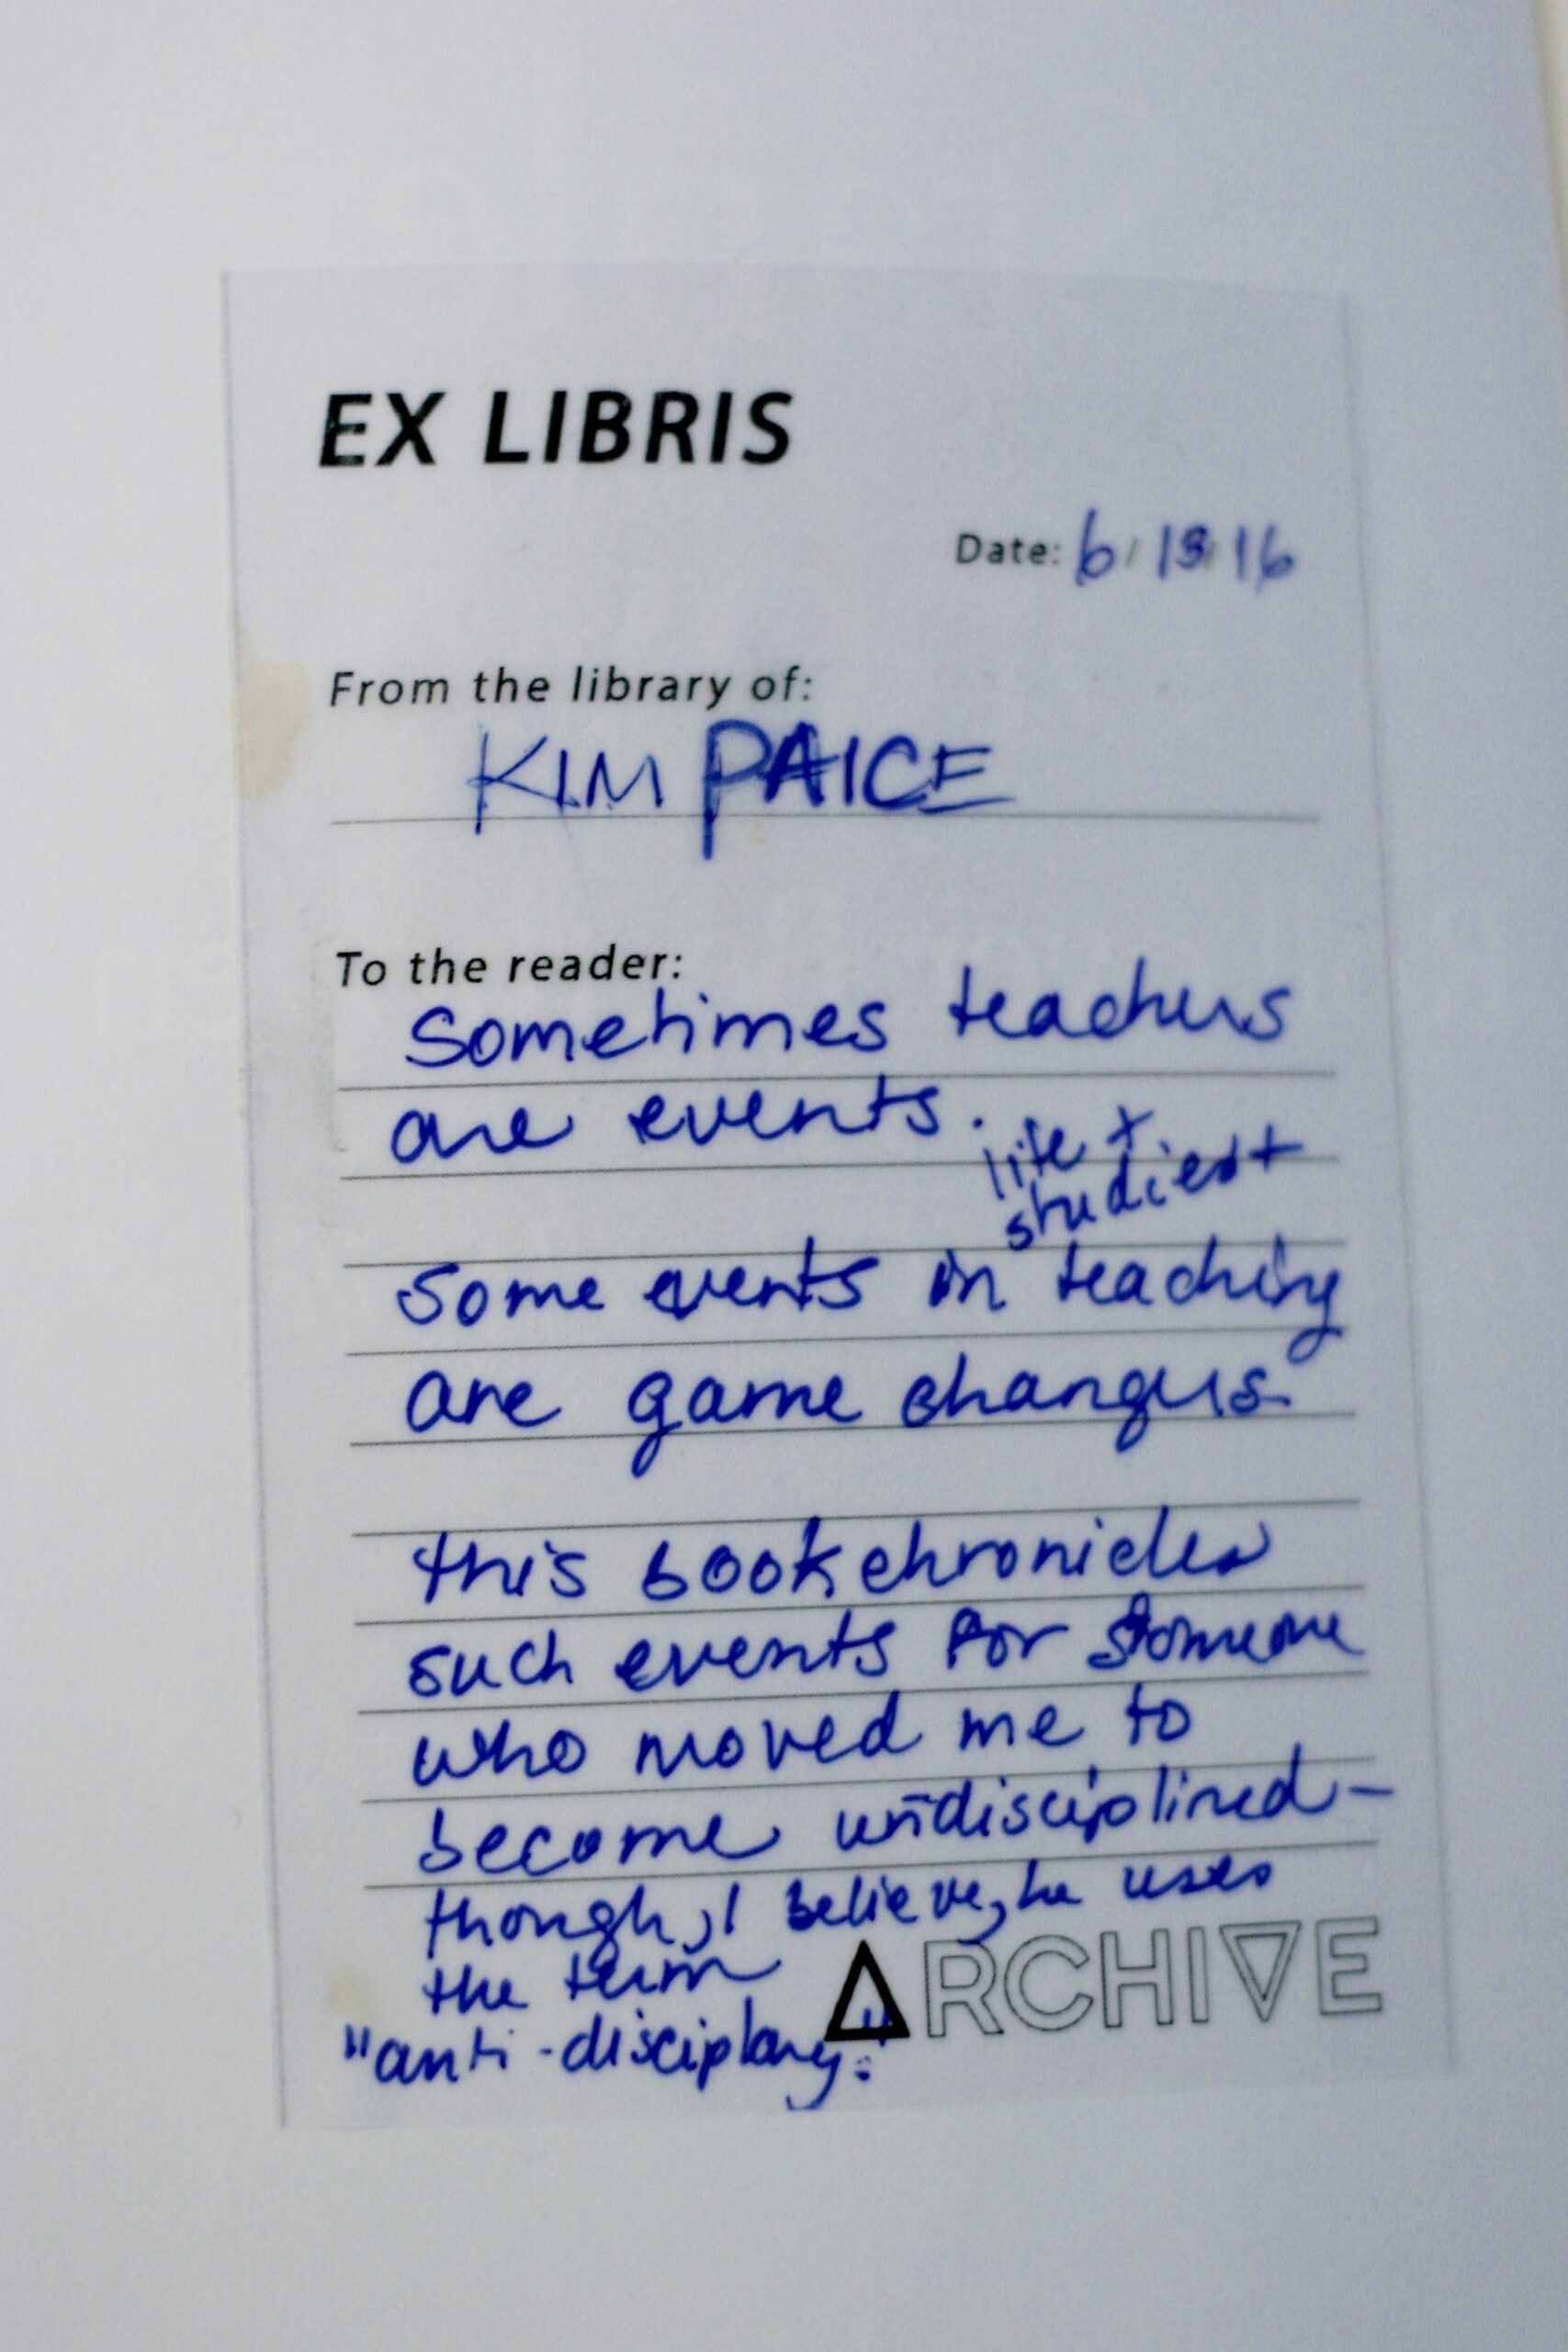 EX LIBRIS
Date: 6/13/16
From the library of:
KIM PAICE
To the reader:
Sometimes teachers
are events.
life +
studies +
Some events in teaching
are game changers.
this book chronicles
such events for someone
who moved me to
become undisciplined—
though, I believe, he uses
the term
"anti-disciplary."
ARCHIVE